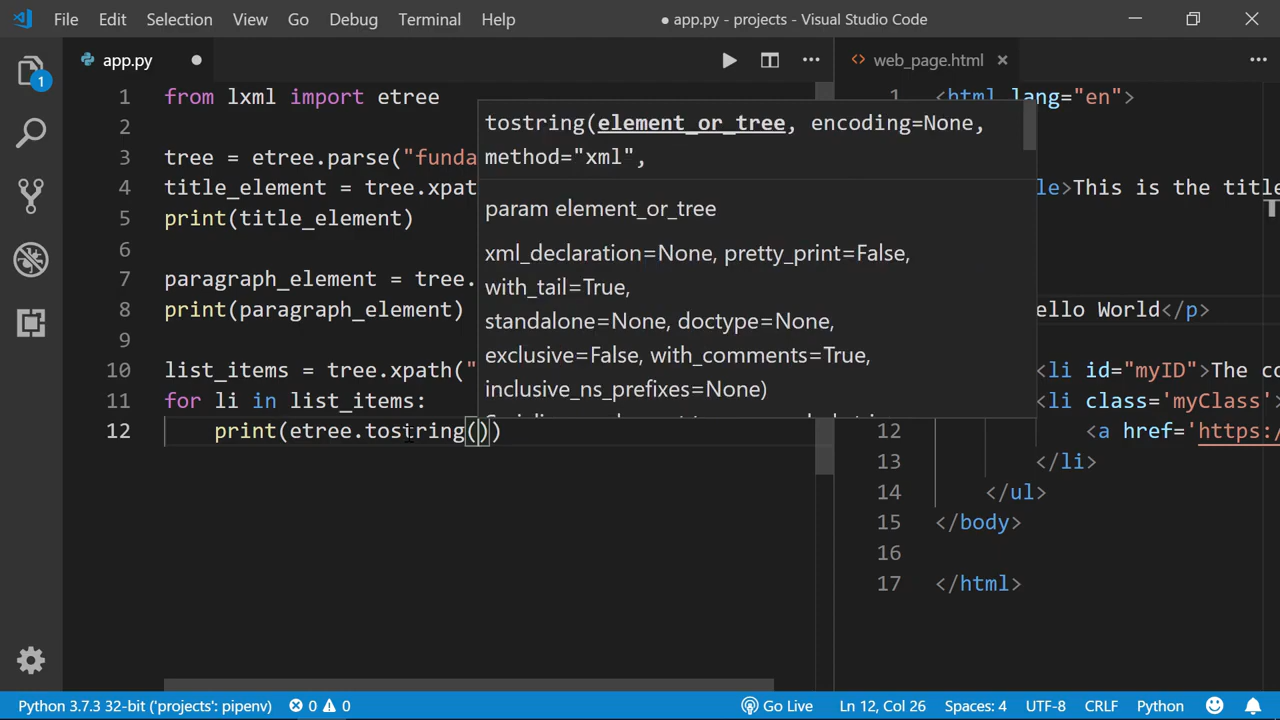 File Edit Selection View Go Debug Terminal Help ● app.py - projects - Visual Studio Code
1
app.py ●
web_page.html
1 from lxml import etree
2
3 tree = etree.parse("funda
4 title_element = tree.xpath
5 print(title_element)
6
7 paragraph_element = tree.
8 print(paragraph_element)
9
10 list_items = tree.xpath("
11 for li in list_items:
12 print(etree.tostring())
tostring(element_or_tree, encoding=None,
method="xml",
param element_or_tree
xml_declaration=None, pretty_print=False,
with_tail=True,
standalone=None, doctype=None,
exclusive=False, with_comments=True,
inclusive_ns_prefixes=None)
1 <html lang="en">
le>This is the titl
ello World</p>
<li id="myID">The co
<li class='myClass'
12 <a href='https:/
13 </li>
14 </ul>
15 </body>
16
17 </html>
Python 3.7.3 32-bit ('projects': pipenv) 0 0 Go Live Ln 12, Col 26 Spaces: 4 UTF-8 CRLF Python